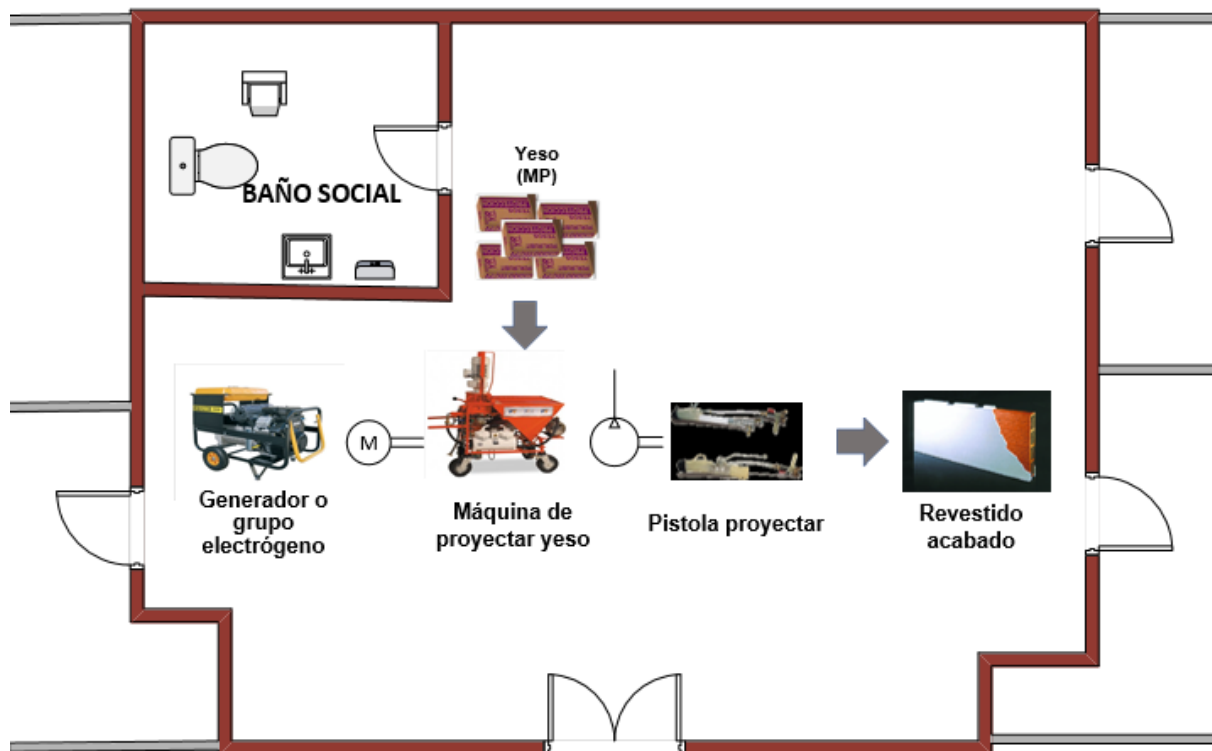 BAÑO SOCIAL
Yeso
(MP)
Generador o
grupo
electrógeno
M
Máquina de
proyectar yeso
Pistola proyectar
Revestido
acabado